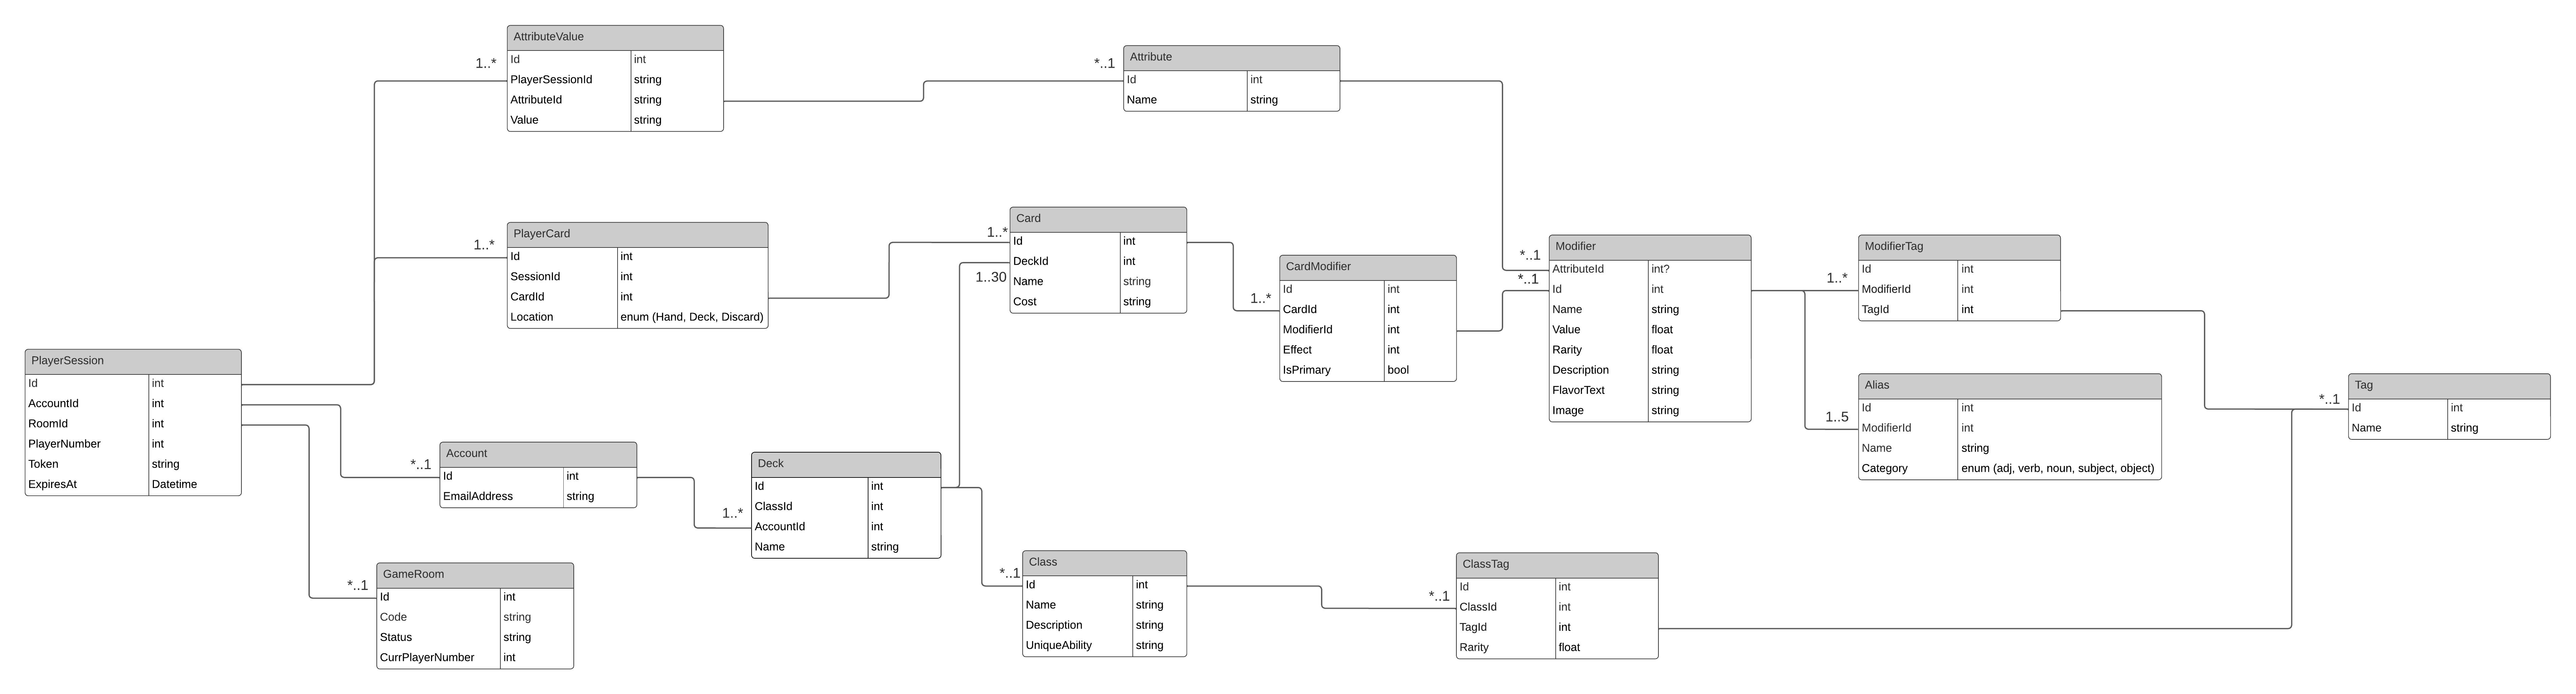 AttributeValue
Id int
PlayerSessionId string
AttributeId string
Value string
1..*
*..1
Attribute
Id int
Name string
PlayerCard
Id int
SessionId int
CardId int
Location enum (Hand, Deck, Discard)
1..*
1..*
1..30
Card
Id int
DeckId int
Name string
Cost string
CardModifier
Id int
CardId int
ModifierId int
Effect int
IsPrimary bool
1..*
*..1
*..1
Modifier
AttributeId int?
Id int
Name string
Value float
Rarity float
Description string
FlavorText string
Image string
ModifierTag
Id int
ModifierId int
TagId int
1..*
1..5
Alias
Id int
ModifierId int
Name string
Category enum (adj, verb, noun, subject, object)
*..1
Tag
Id int
Name string
PlayerSession
Id int
AccountId int
RoomId int
PlayerNumber int
Token string
ExpiresAt Datetime
*..1
Account
Id int
EmailAddress string
1..*
Deck
Id int
ClassId int
AccountId int
Name string
*..1
GameRoom
Id int
Code string
Status string
CurrPlayerNumber int
*..1
Class
Id int
Name string
Description string
UniqueAbility string
*..1
ClassTag
Id int
ClassId int
TagId int
Rarity float